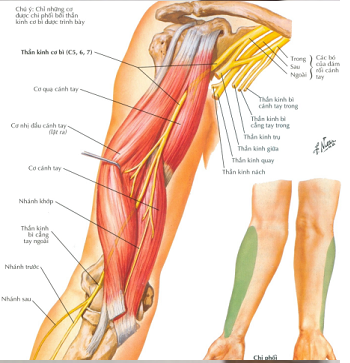 Chú ý: Chỉ những cơ
được chi phối bởi thần
kinh cơ bì được trình bày
Thần kinh cơ bì (C5, 6, 7)
Cơ quạ cánh tay
Cơ nhị đầu cánh tay
(lật ra)
Cơ cánh tay
Nhánh khớp
Thần kinh
bì cẳng
tay ngoài
Nhánh trước
Nhánh sau
Trong
Sau
Ngoài
Các bó
của đám
rối cánh
tay
Thần kinh bì
cánh tay trong
Thần kinh bì
cẳng tay trong
Thần kinh trụ
Thần kinh giữa
Thần kinh quay
Thần kinh nách
Chi phối